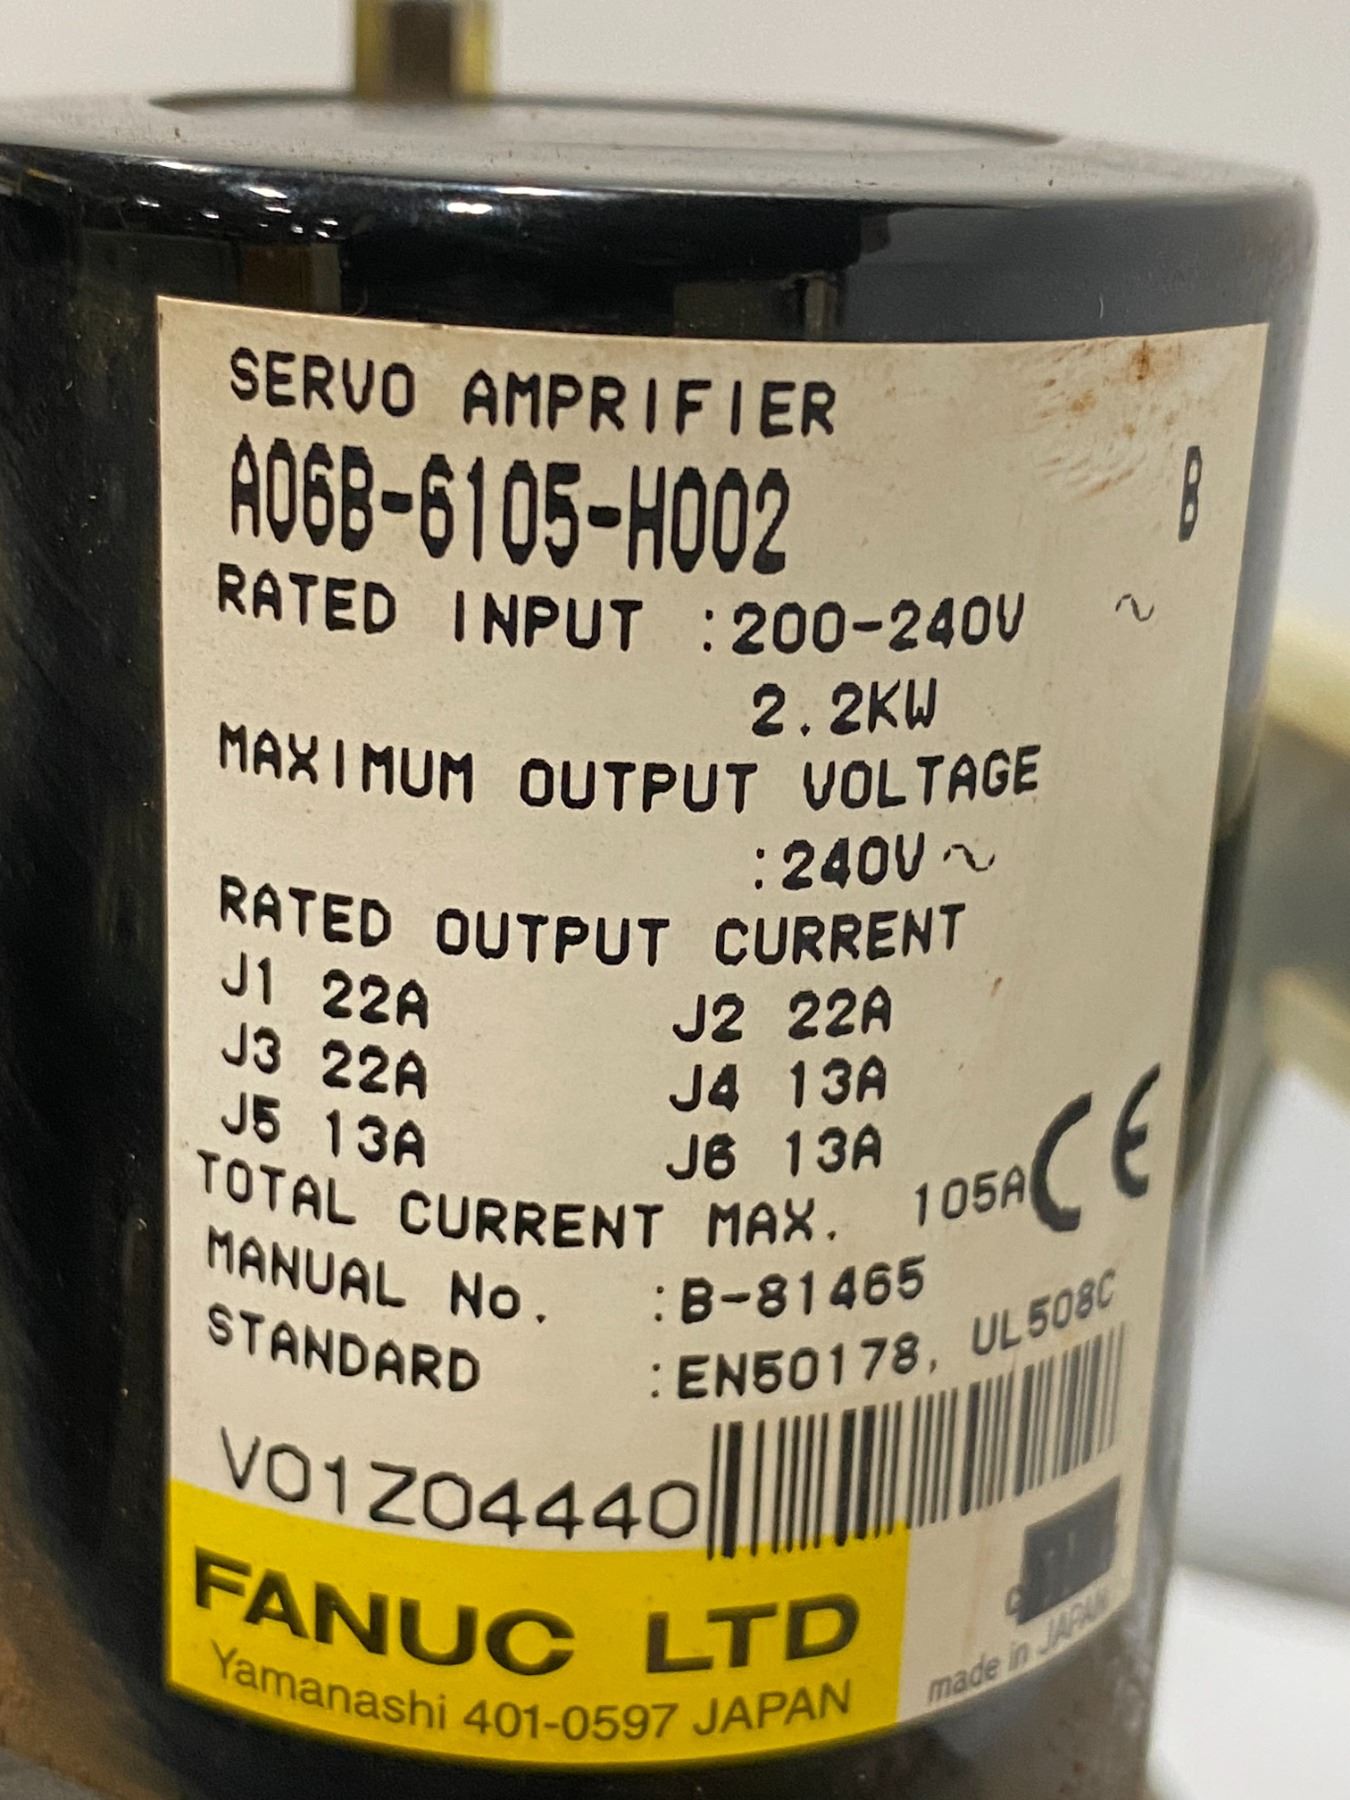 SERVO AMPRIFIER
A06B-6105-H002 B
RATED INPUT :200-240V ~
2.2KW
MAXIMUM OUTPUT VOLTAGE
:240V~
RATED OUTPUT CURRENT
J1 22A J2 22A
J3 22A J4 13A
J5 13A J6 13A
TOTAL CURRENT MAX. 105A CE
MANUAL No. :B-81465
STANDARD :EN50178, UL508C
V01Z04440
FANUC LTD
Yamanashi 401-0597 JAPAN
made in JAPAN